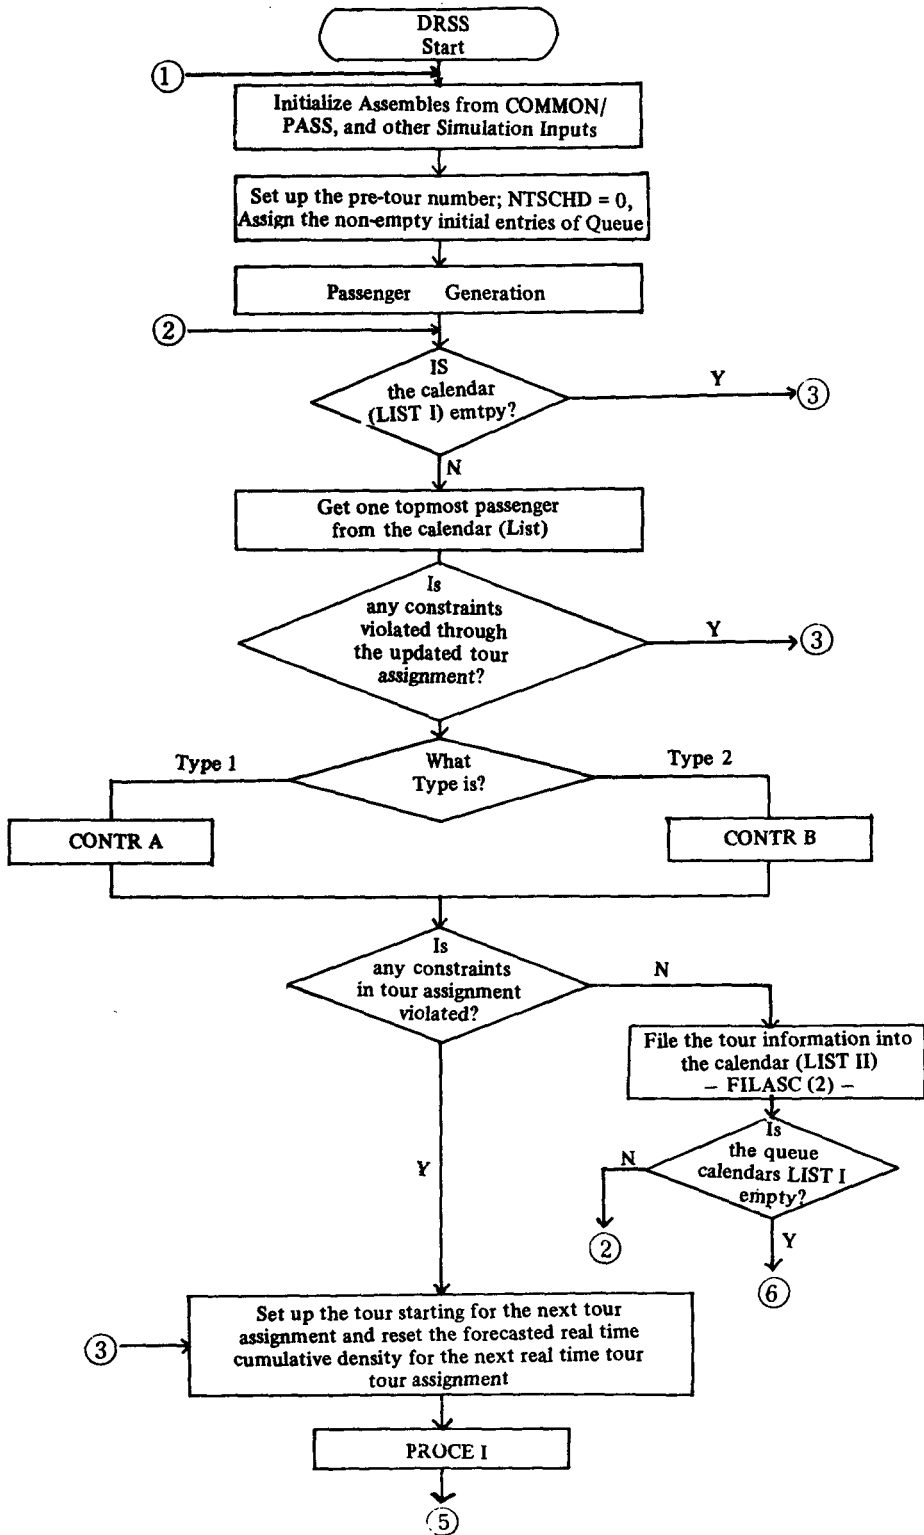 DRSS
Start
①
Initialize Assembles from COMMON/
PASS, and other Simulation Inputs
Set up the pre-tour number; NTSCHD = 0,
Assign the non-empty initial entries of Queue
Passenger Generation
②
IS
the calendar
(LIST I) emtpy?
Y
③
N
Get one topmost passenger
from the calendar (List)
Is
any constraints
violated through
the updated tour
assignment?
Y
③
What
Type is?
Type 1
Type 2
CONTR A
CONTR B
Is
any constraints
in tour assignment
violated?
N
File the tour information into
the calendar (LIST II)
– FILASC (2) –
Is
the queue
calendars LIST I
empty?
N
②
Y
⑥
Y
③
Set up the tour starting for the next tour
assignment and reset the forecasted real time
cumulative density for the next real time tour
tour assignment
PROCE I
⑤